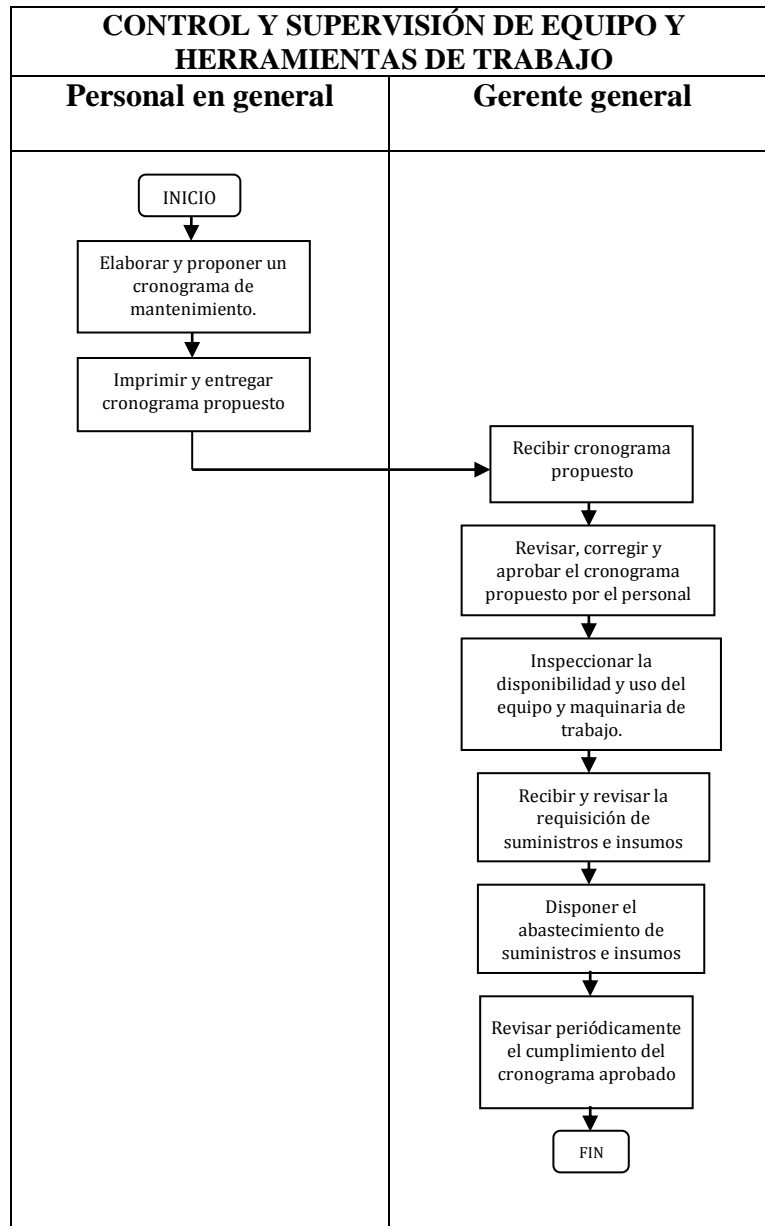 CONTROL Y SUPERVISIÓN DE EQUIPO Y
HERRAMIENTAS DE TRABAJO
Personal en general
Gerente general
INICIO
Elaborar y proponer un
cronograma de
mantenimiento.
Imprimir y entregar
cronograma propuesto
Recibir cronograma
propuesto
Revisar, corregir y
aprobar el cronograma
propuesto por el personal
Inspeccionar la
disponibilidad y uso del
equipo y maquinaria de
trabajo.
Recibir y revisar la
requisición de
suministros e insumos
Disponer el
abastecimiento de
suministros e insumos
Revisar periódicamente
el cumplimiento del
cronograma aprobado
FIN